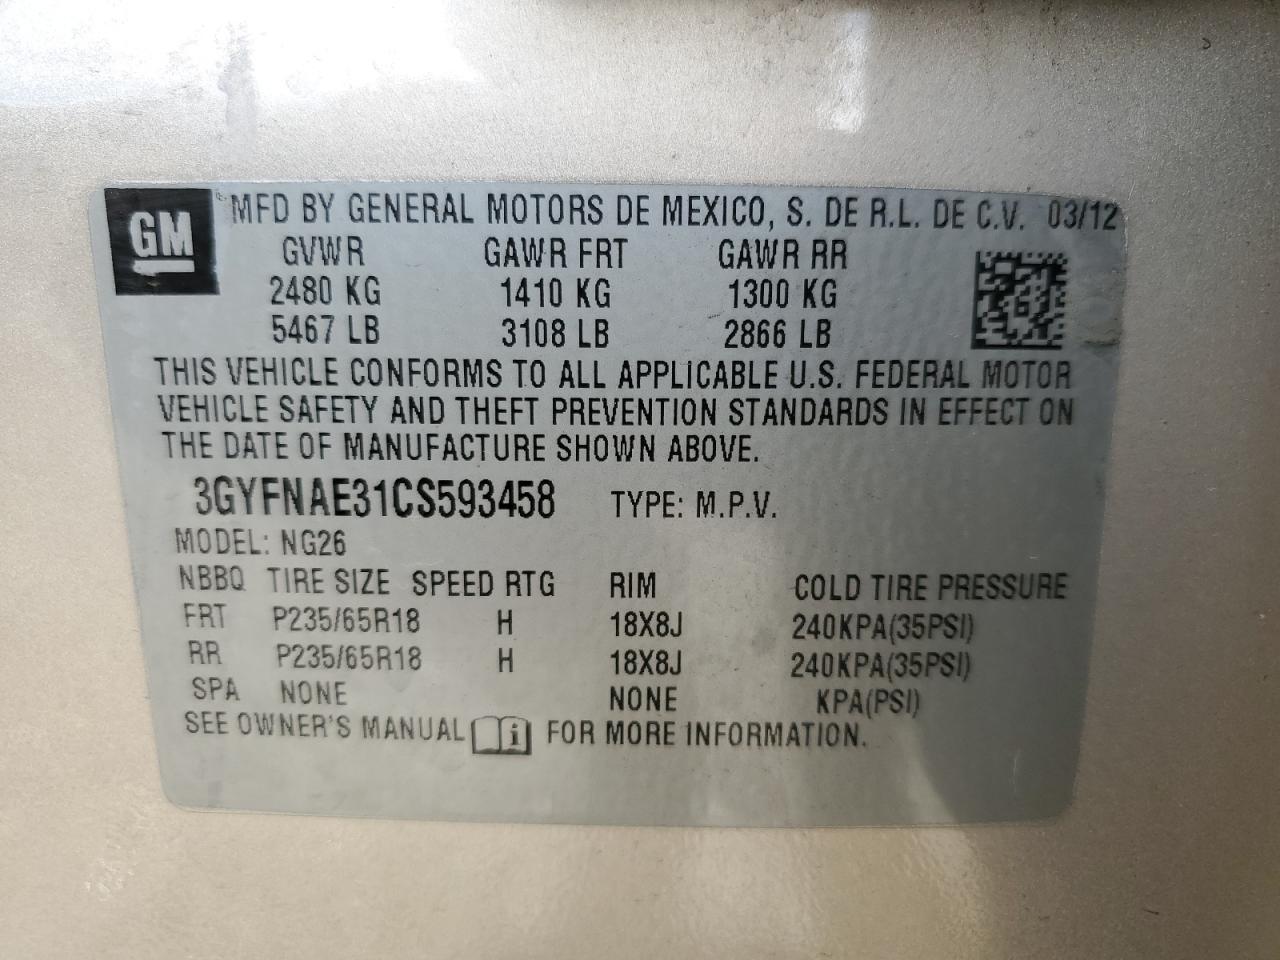 GM
MFD BY GENERAL MOTORS DE MEXICO, S. DE R.L. DE C.V. 03/12
GVWR GAWR FRT GAWR RR
2480 KG 1410 KG 1300 KG
5467 LB 3108 LB 2866 LB
THIS VEHICLE CONFORMS TO ALL APPLICABLE U.S. FEDERAL MOTOR
VEHICLE SAFETY AND THEFT PREVENTION STANDARDS IN EFFECT ON
THE DATE OF MANUFACTURE SHOWN ABOVE.
3GYFNAE31CS593458 TYPE: M.P.V.
MODEL: NG26
NBBQ TIRE SIZE SPEED RTG RIM COLD TIRE PRESSURE
FRT P235/65R18 H 18X8J 240KPA(35PSI)
RR P235/65R18 H 18X8J 240KPA(35PSI)
SPA NONE NONE KPA(PSI)
SEE OWNER'S MANUAL i FOR MORE INFORMATION.